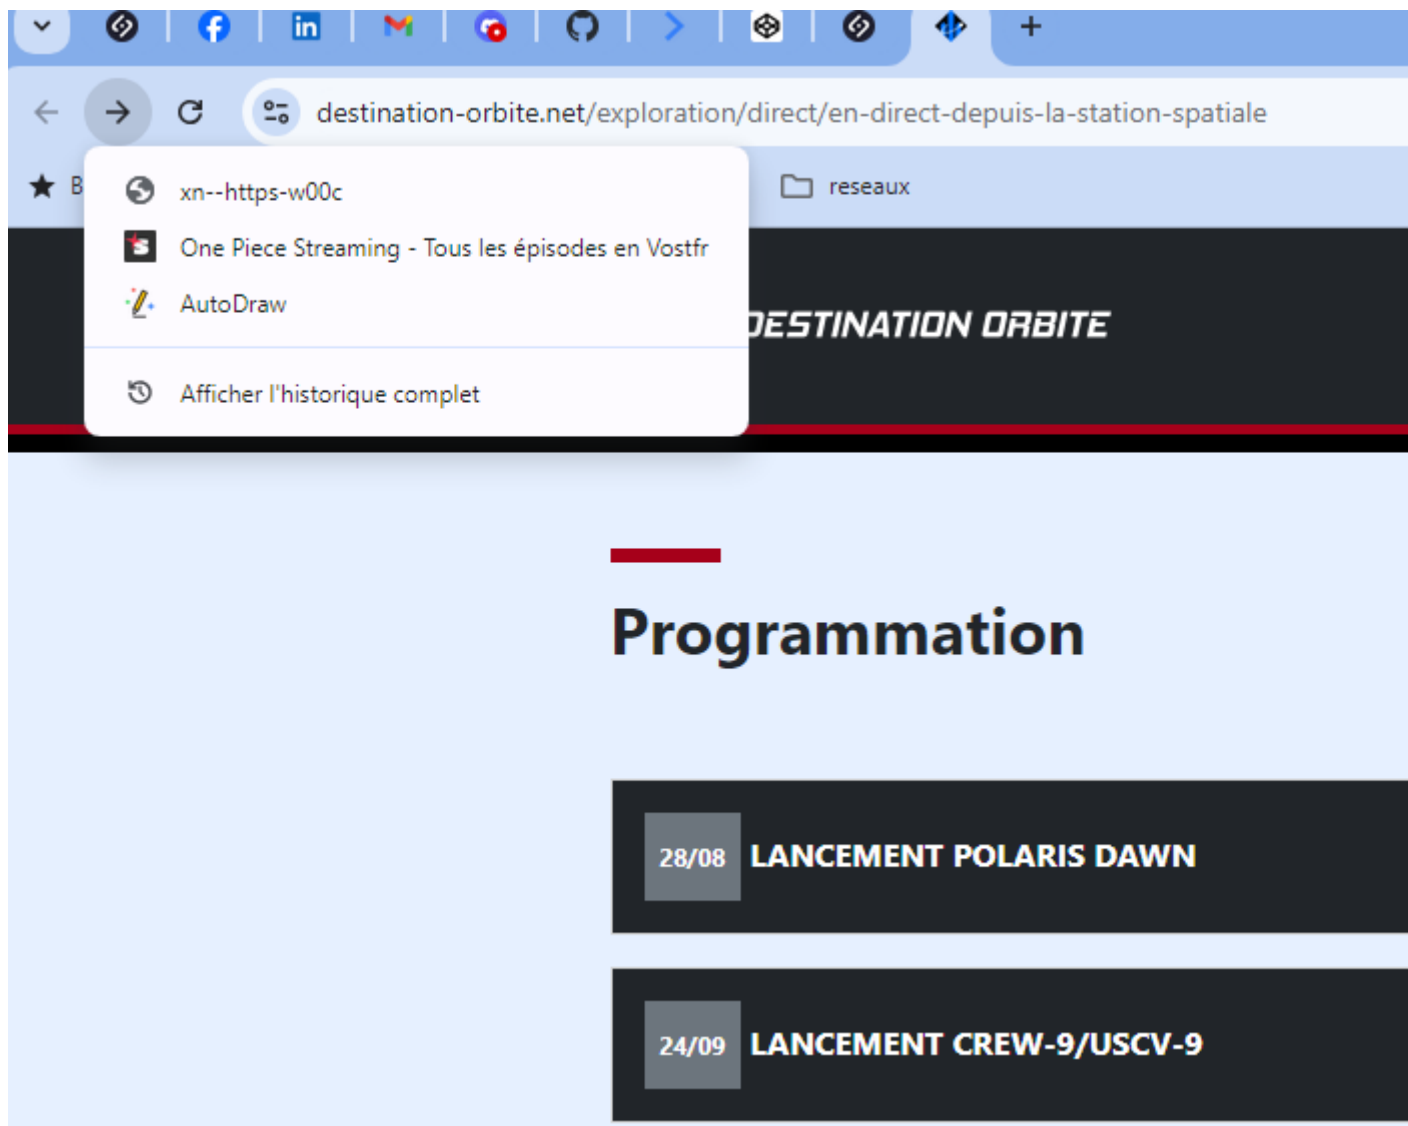 destination-orbite.net/exploration/direct/en-direct-depuis-la-station-spatiale
B
reseaux
xn--https-w00c
One Piece Streaming - Tous les épisodes en Vostfr
AutoDraw
Afficher l'historique complet
DESTINATION ORBITE
Programmation
28/08 LANCEMENT POLARIS DAWN
24/09 LANCEMENT CREW-9/USCV-9